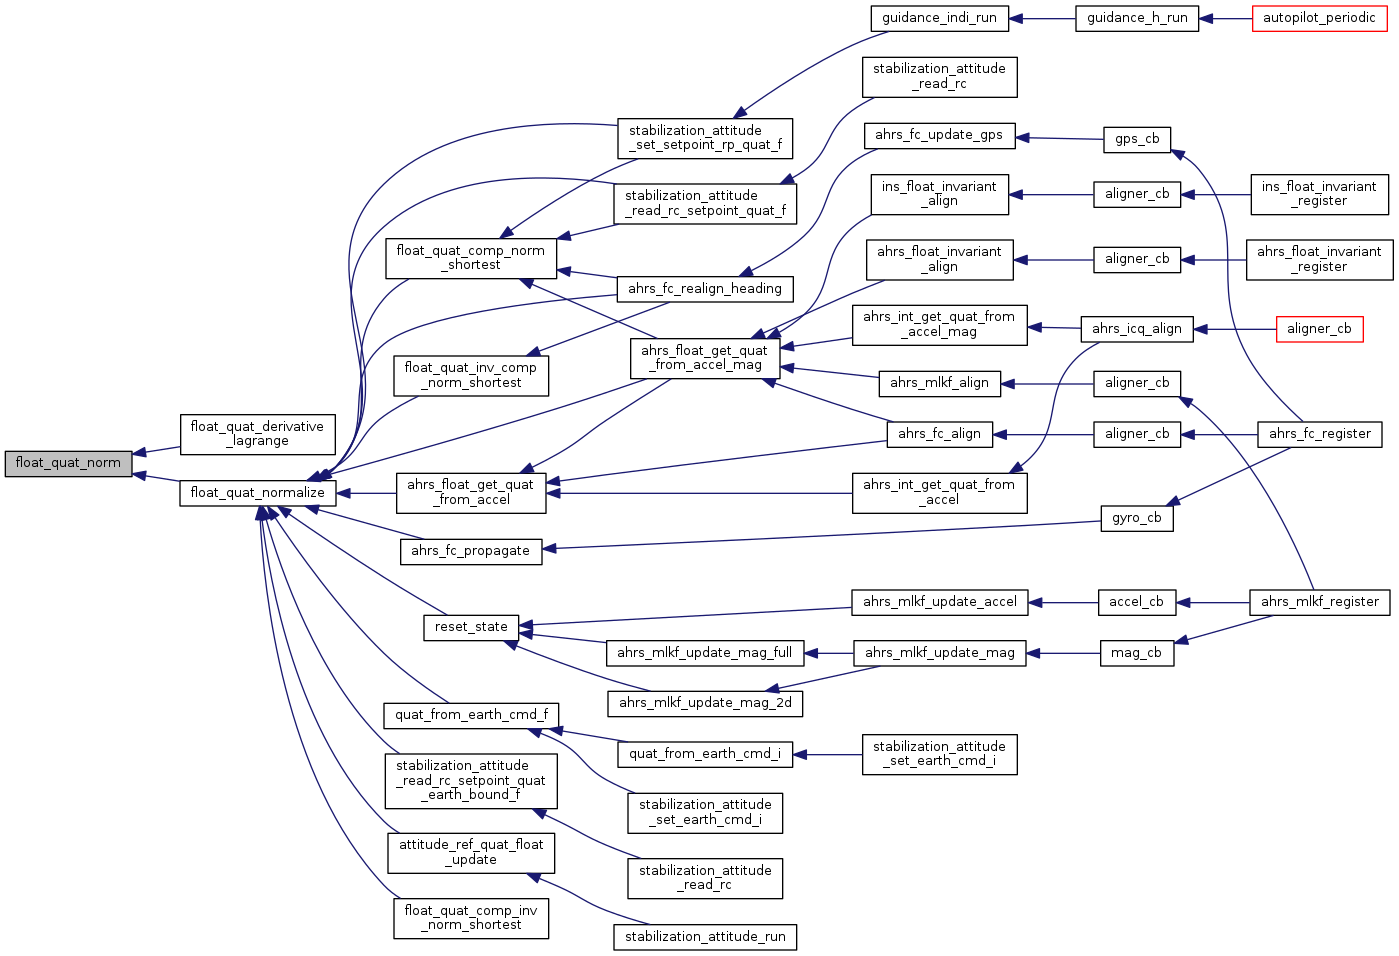 float_quat_norm
float_quat_derivative
_lagrange
float_quat_normalize
float_quat_comp_norm
_shortest
float_quat_inv_comp
_norm_shortest
ahrs_float_get_quat
_from_accel
ahrs_fc_propagate
reset_state
quat_from_earth_cmd_f
stabilization_attitude
_read_rc_setpoint_quat
_earth_bound_f
attitude_ref_quat_float
_update
float_quat_comp_inv
_norm_shortest
stabilization_attitude
_set_setpoint_rp_quat_f
stabilization_attitude
_read_rc_setpoint_quat_f
ahrs_fc_realign_heading
ahrs_float_get_quat
_from_accel_mag
ahrs_mlkf_update_mag_full
ahrs_mlkf_update_mag_2d
quat_from_earth_cmd_i
stabilization_attitude
_set_earth_cmd_i
stabilization_attitude
_read_rc
stabilization_attitude_run
guidance_indi_run
stabilization_attitude
_read_rc
ahrs_fc_update_gps
ins_float_invariant
_align
ahrs_float_invariant
_align
ahrs_int_get_quat_from
_accel_mag
ahrs_mlkf_align
ahrs_fc_align
ahrs_int_get_quat_from
_accel
ahrs_mlkf_update_accel
ahrs_mlkf_update_mag
stabilization_attitude
_set_earth_cmd_i
guidance_h_run
gps_cb
aligner_cb
aligner_cb
ahrs_icq_align
aligner_cb
aligner_cb
gyro_cb
accel_cb
mag_cb
autopilot_periodic
ins_float_invariant
_register
ahrs_float_invariant
_register
aligner_cb
ahrs_fc_register
ahrs_mlkf_register